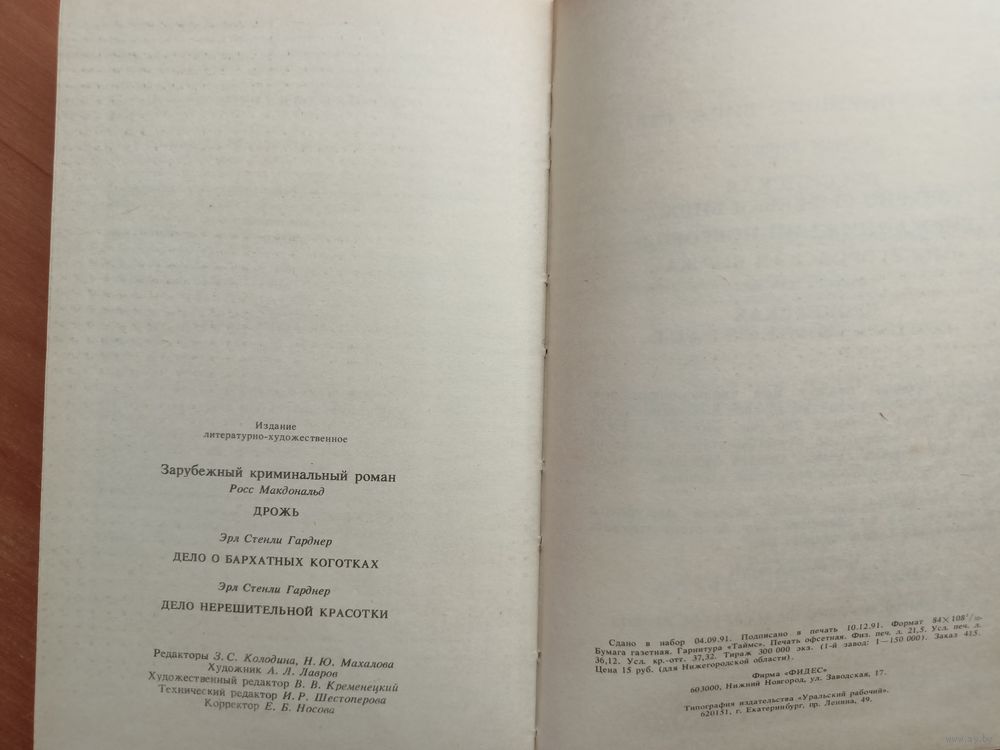 Издание
литературно-художественное
Зарубежный криминальный роман
Росс Макдональд
ДРОЖЬ
Эрл Стенли Гарднер
ДЕЛО О БАРХАТНЫХ КОГОТКАХ
Эрл Стенли Гарднер
ДЕЛО НЕРЕШИТЕЛЬНОЙ КРАСОТКИ
Редакторы З. С. Колодина, Н. Ю. Махалова
Художник А. Л. Лавров
Художественный редактор В. В. Кременецкий
Технический редактор И. Р. Шестоперова
Корректор Е. Б. Носова
Сдано в набор 04.09.91. Подписано в печать 10.12.91. Формат 84×108
Бумага газетная. Гарнитура «Таймс». Печать офсетная. Физ. печ. л. 21,5. Усл. печ. л.
36,12. Усл. кр.-отт. 37,32. Тираж 300 000 экз. (1-й завод: 1—150 000). Заказ 415.
Цена 15 руб. (для Нижегородской области).
Фирма «ФИДЕС»
603000, Нижний Новгород, ул. Заводская, 17.
Типография издательства «Уральский рабочий».
620151, г. Екатеринбург, пр. Ленина, 49.
www.ay.by